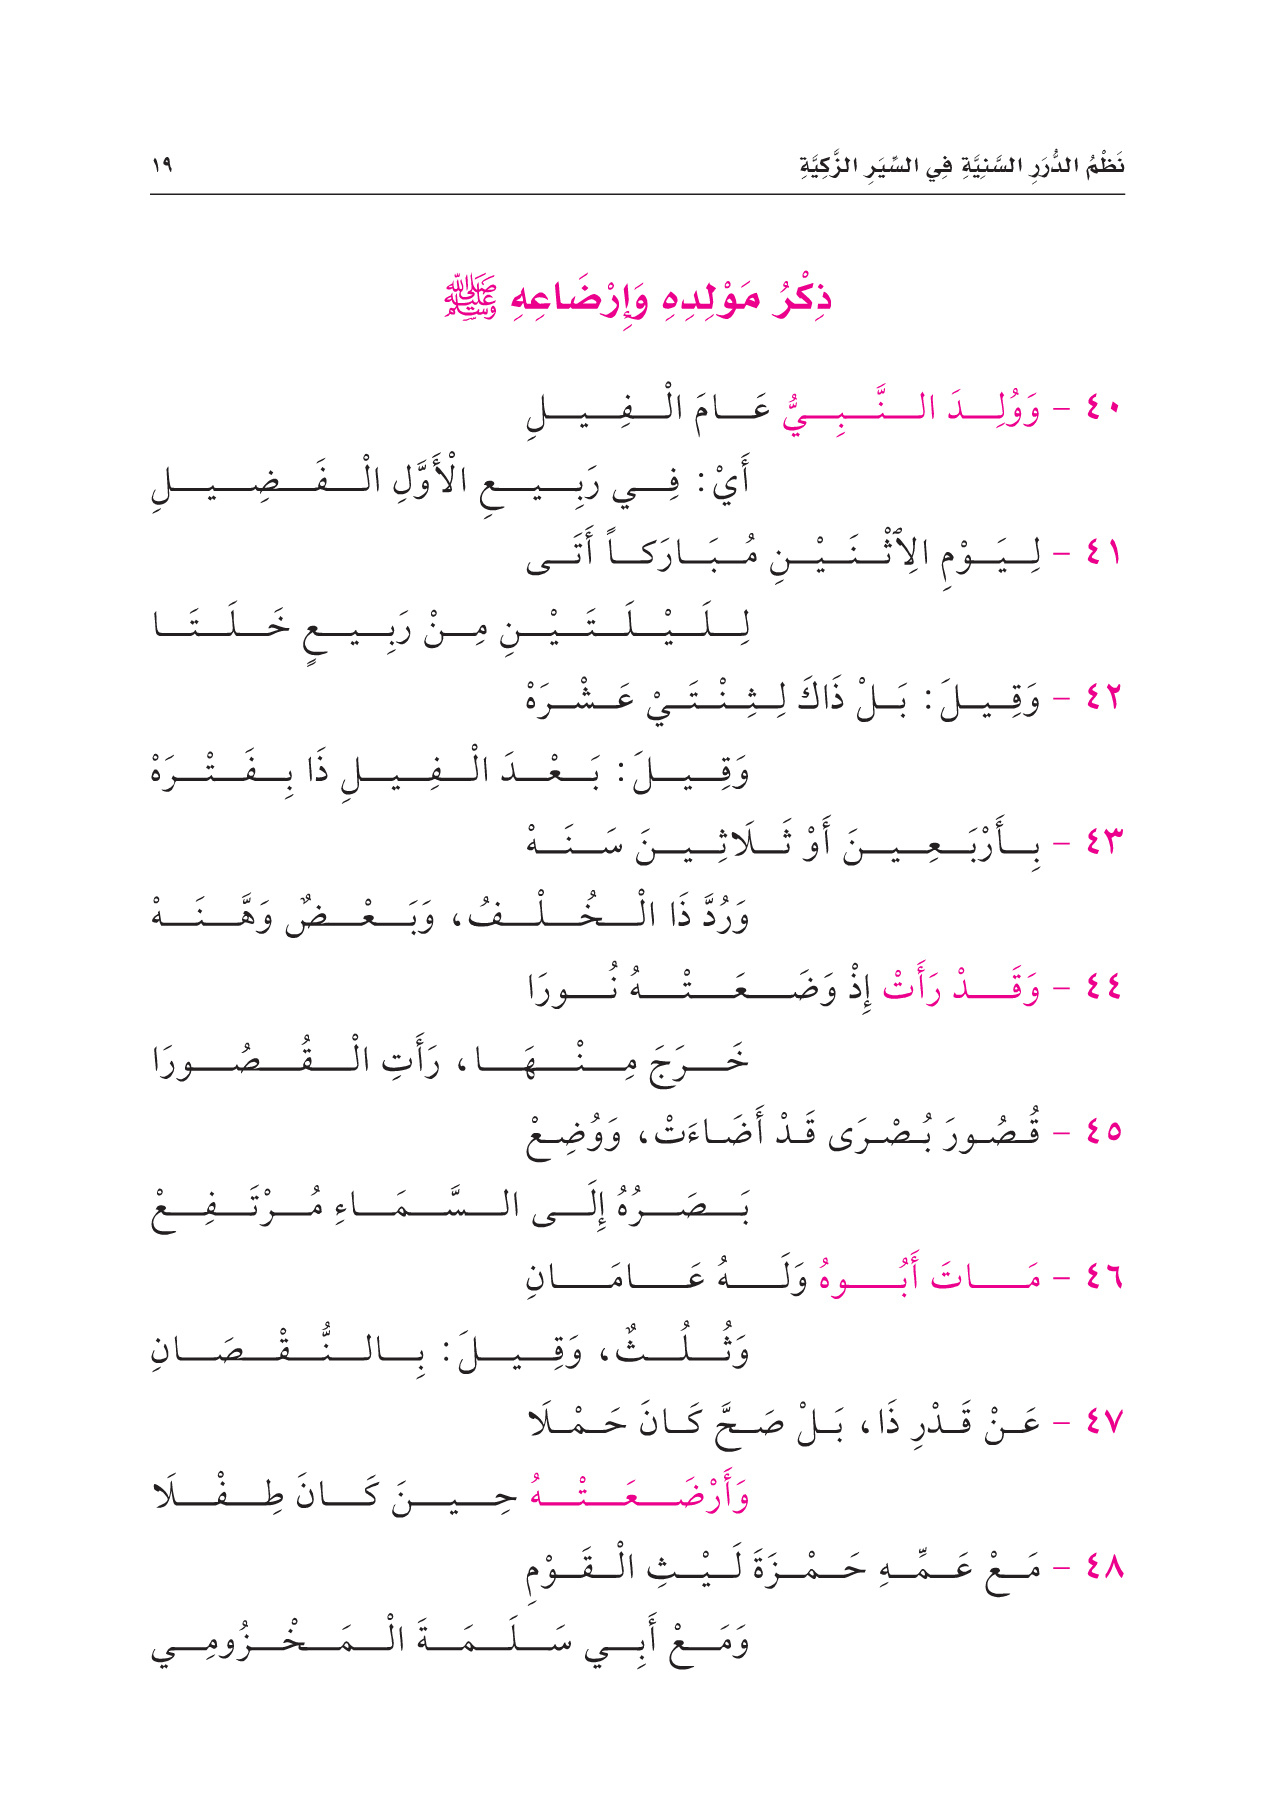 نَظْمُ الدُّرَرِ السَّنِيَّةِ فِي السِّيَرِ الزَّكِيَّةِ ١٩
ذِكْرُ مَوْلِدِهِ وَإِرْضَاعِهِ ﷺ
٤٠ - وَوُلِدَ النَّبِيُّ عَامَ الْفِيلِ
أَيْ: فِي رَبِيعِ الْأَوَّلِ الْفَضِيلِ
٤١ - لِيَوْمِ الِاثْنَيْنِ مُبَارَكاً أَتَى
لِلَيْلَتَيْنِ مِنْ رَبِيعٍ خَلَتَا
٤٢ - وَقِيلَ: بَلْ ذَاكَ لِثِنْتَيْ عَشْرَهْ
وَقِيلَ: بَعْدَ الْفِيلِ ذَا بِفَتْرَهْ
٤٣ - بِأَرْبَعِينَ أَوْ ثَلَاثِينَ سَنَهْ
وَرُدَّ ذَا الْخُلْفُ، وَبَعْضٌ وَهَّنَهْ
٤٤ - وَقَدْ رَأَتْ إِذْ وَضَعَتْهُ نُورَا
خَرَجَ مِنْهَا، رَأَتِ الْقُصُورَا
٤٥ - قُصُورَ بُصْرَى قَدْ أَضَاءَتْ، وَوُضِعْ
بَصَرُهُ إِلَى السَّمَاءِ مُرْتَفِعْ
٤٦ - مَاتَ أَبُوهُ وَلَهُ عَامَانِ
وَثُلُثٌ، وَقِيلَ: بِالنُّقْصَانِ
٤٧ - عَنْ قَدْرِ ذَا، بَلْ صَحَّ كَانَ حَمْلَا
وَأَرْضَعَتْهُ حِينَ كَانَ طِفْلَا
٤٨ - مَعْ عَمِّهِ حَمْزَةَ لَيْثِ الْقَوْمِ
وَمَعْ أَبِي سَلَمَةَ الْمَخْزُومِي